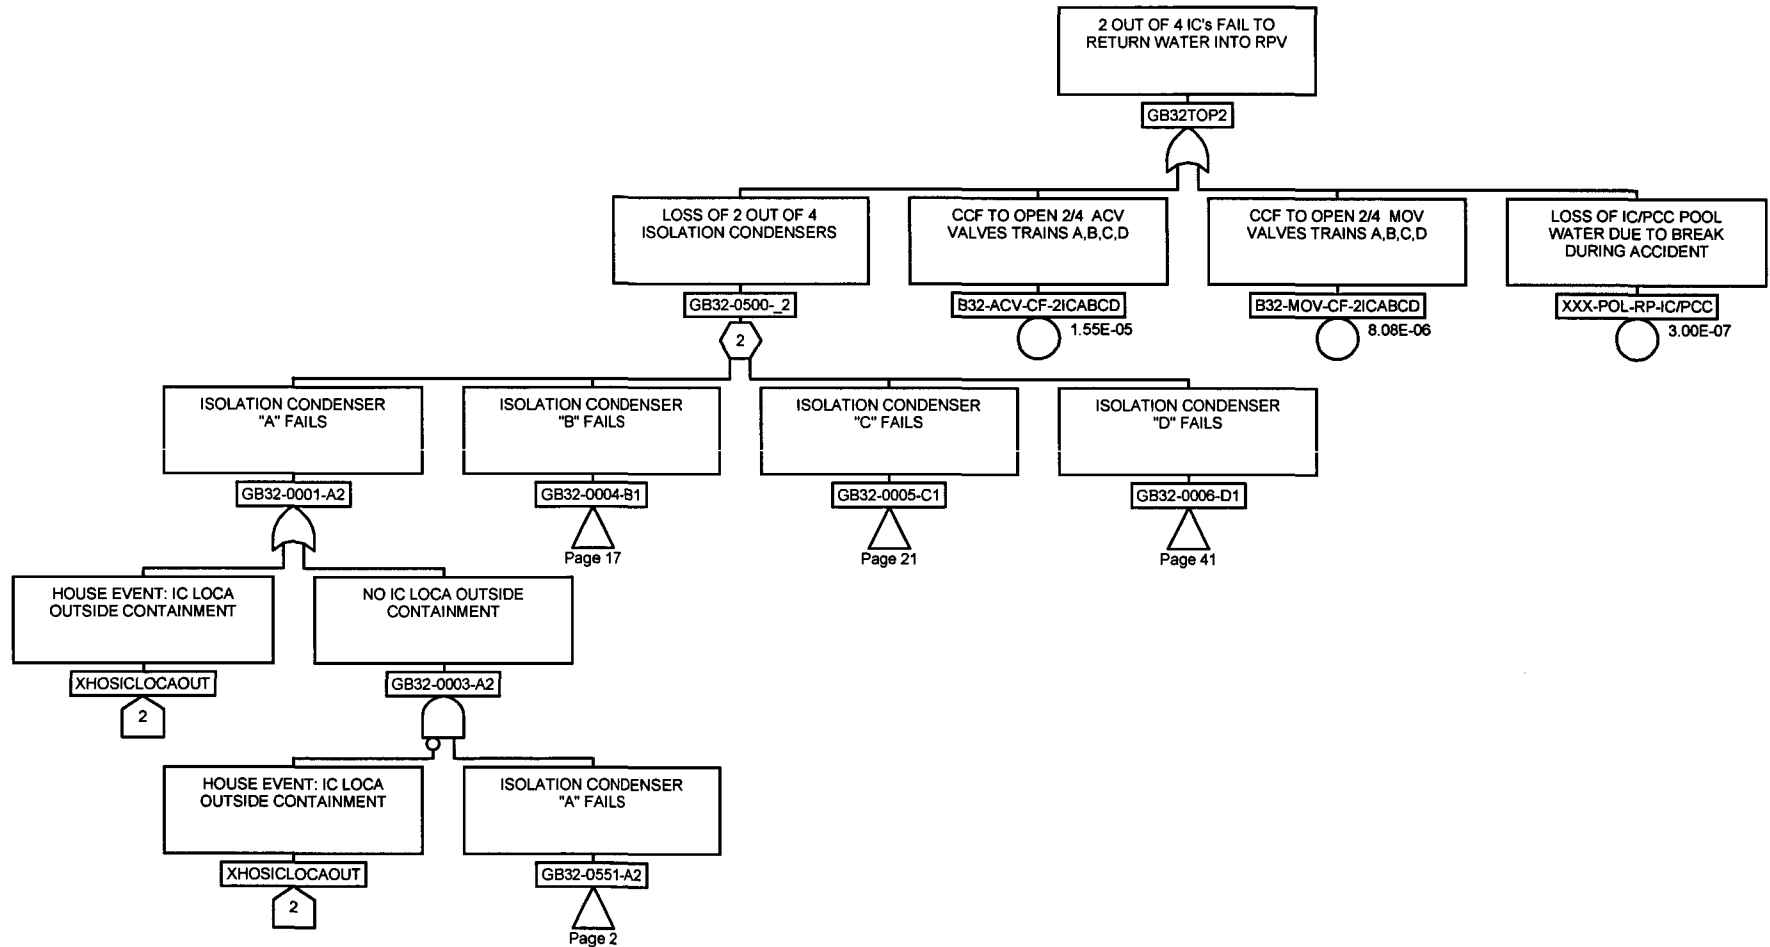 2 OUT OF 4 IC's FAIL TO
RETURN WATER INTO RPV
GB32TOP2
LOSS OF 2 OUT OF 4
ISOLATION CONDENSERS
GB32-0500-_2
2
CCF TO OPEN 2/4 ACV
VALVES TRAINS A,B,C,D
B32-ACV-CF-2ICABCD
1.55E-05
CCF TO OPEN 2/4 MOV
VALVES TRAINS A,B,C,D
B32-MOV-CF-2ICABCD
8.08E-06
LOSS OF IC/PCC POOL
WATER DUE TO BREAK
DURING ACCIDENT
XXX-POL-RP-IC/PCC
3.00E-07
ISOLATION CONDENSER
"A" FAILS
GB32-0001-A2
ISOLATION CONDENSER
"B" FAILS
GB32-0004-B1
Page 17
ISOLATION CONDENSER
"C" FAILS
GB32-0005-C1
Page 21
ISOLATION CONDENSER
"D" FAILS
GB32-0006-D1
Page 41
HOUSE EVENT: IC LOCA
OUTSIDE CONTAINMENT
XHOSICLOCAOUT
2
NO IC LOCA OUTSIDE
CONTAINMENT
GB32-0003-A2
HOUSE EVENT: IC LOCA
OUTSIDE CONTAINMENT
XHOSICLOCAOUT
2
ISOLATION CONDENSER
"A" FAILS
GB32-0551-A2
Page 2